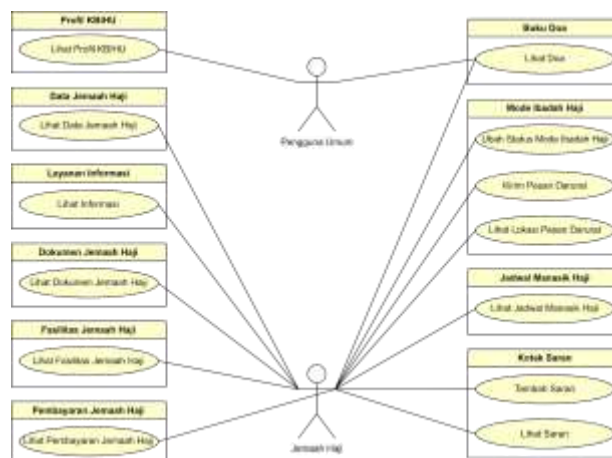 Profil KBIHU
Lihat Profil KBIHU
Data Jemaah Haji
Lihat Data Jemaah Haji
Layanan Informasi
Lihat Informasi
Dokumen Jemaah Haji
Lihat Dokumen Jemaah Haji
Fasilitas Jemaah Haji
Lihat Fasilitas Jemaah Haji
Pembayaran Jemaah Haji
Lihat Pembayaran Jemaah Haji
Pengguna Umum
Jemaah Haji
Buku Doa
Lihat Doa
Mode Ibadah Haji
Ubah Status Mode Ibadah Haji
Kirim Pesan Darurat
Lihat Lokasi Pesan Darurat
Jadwal Manasik Haji
Lihat Jadwal Manasik Haji
Kotak Saran
Tambah Saran
Lihat Saran